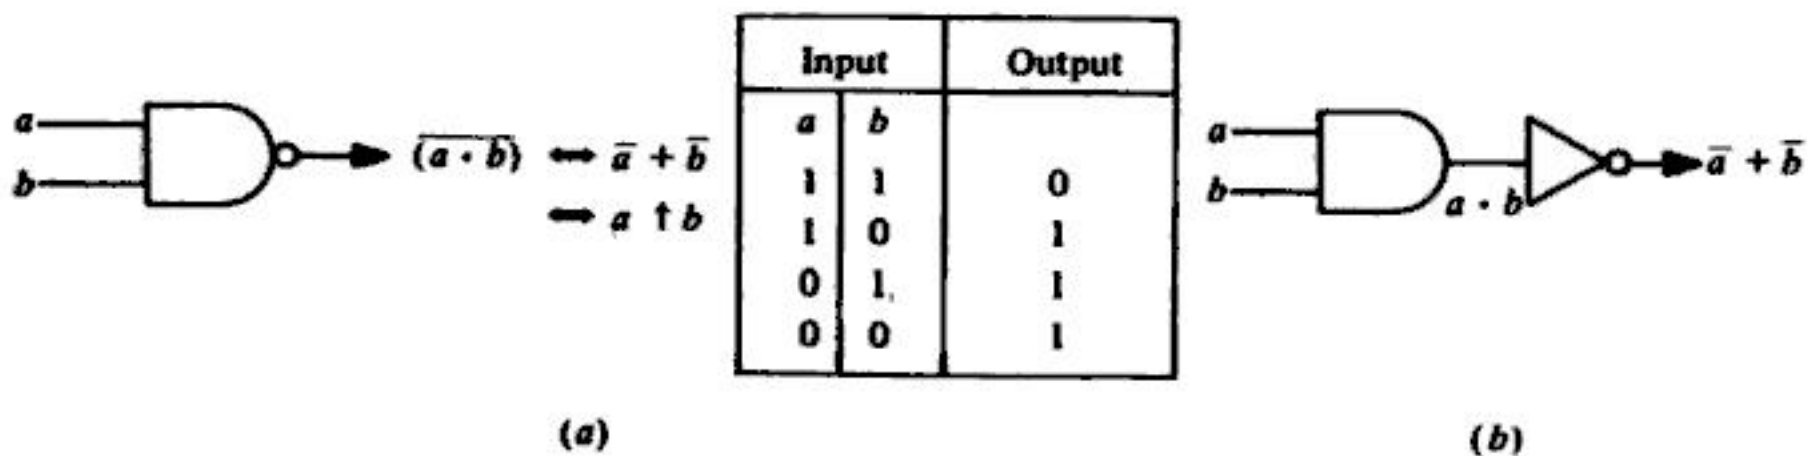 a
b
(a · b)̅ ↔ a̅ + b̅
↔ a ↑ b
Input Output
a b
1 1 0
1 0 1
0 1 1
0 0 1
(a)
a
b
a · b
a̅ + b̅
(b)